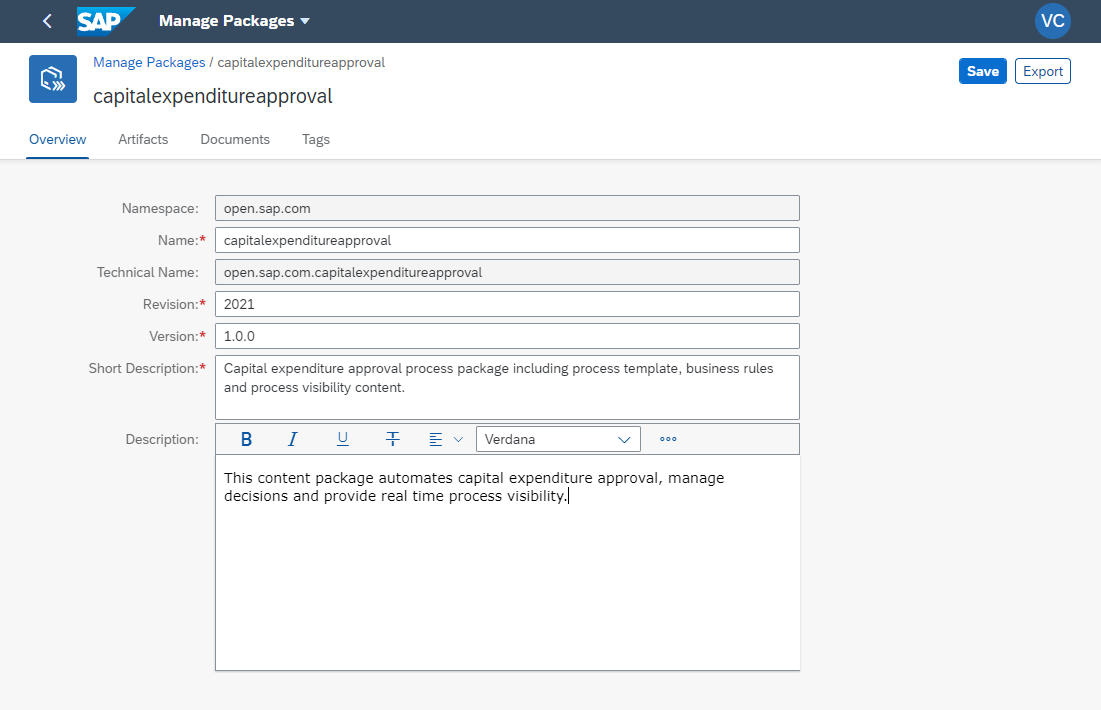 SAP Manage Packages VC
Manage Packages / capitalexpenditureapproval
Save Export
capitalexpenditureapproval
Overview Artifacts Documents Tags
Namespace: open.sap.com
Name:* capitalexpenditureapproval
Technical Name: open.sap.com.capitalexpenditureapproval
Revision:* 2021
Version:* 1.0.0
Short Description:* Capital expenditure approval process package including process template, business rules
and process visibility content.
Description: B I U T Verdana
This content package automates capital expenditure approval, manage
decisions and provide real time process visibility.